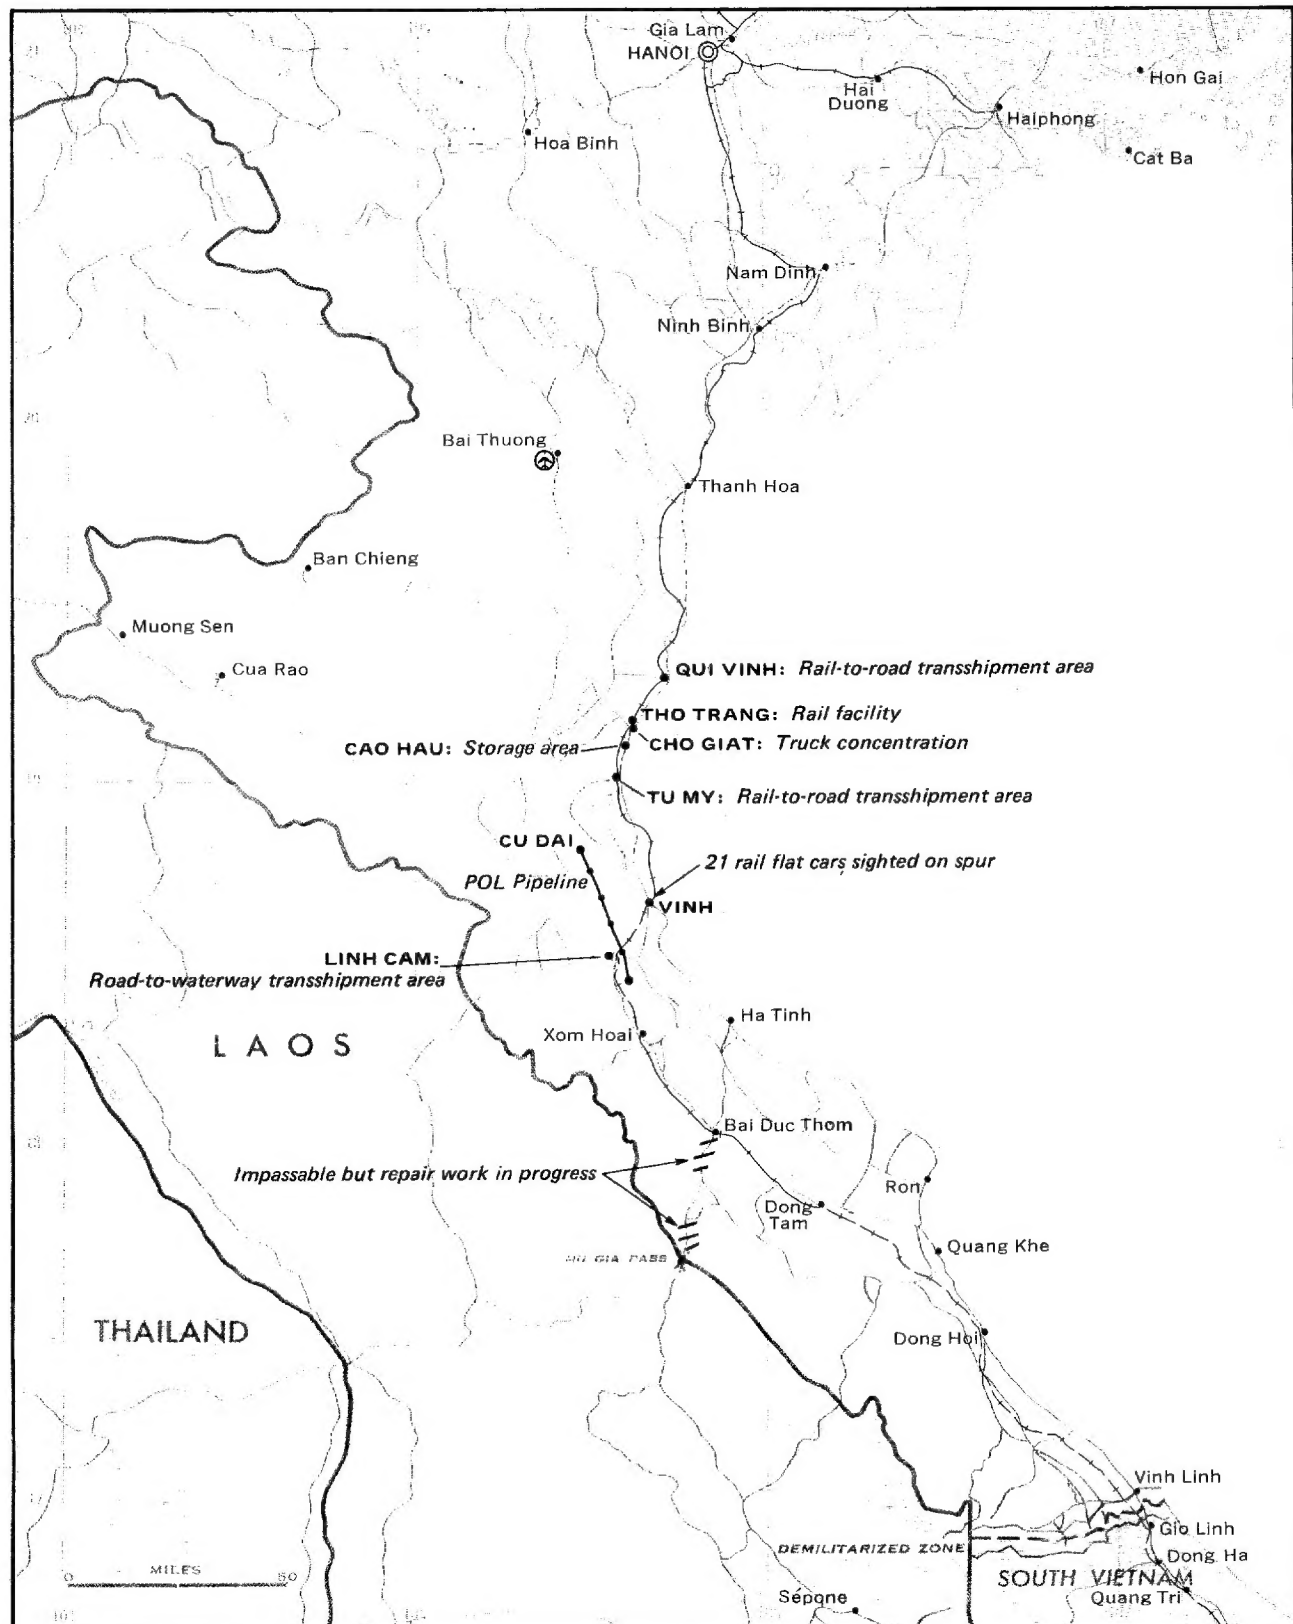 Gia Lam
HANOI
Hai
Duong
Hon Gai
Haiphong
Hoa Binh
Cat Ba
Nam Dinh
Ninh Binh
Bai Thuong
Thanh Hoa
Ban Chieng
Muong Sen
Cua Rao
QUI VINH: Rail-to-road transshipment area
THO TRANG: Rail facility
CAO HAU: Storage area
CHO GIAT: Truck concentration
TU MY: Rail-to-road transshipment area
CU DAI
21 rail flat cars sighted on spur
POL Pipeline
VINH
LINH CAM:
Road-to-waterway transshipment area
Ha Tinh
Xom Hoai
LAOS
Bai Duc Thom
Impassable but repair work in progress
Ron
Dong
Tam
Quang Khe
MU GIA PASS
THAILAND
Dong Hoi
Vinh Linh
Gio Linh
DEMILITARIZED ZONE
Dong Ha
MILES
0 50
SOUTH VIETNAM
Quang Tri
Sépone